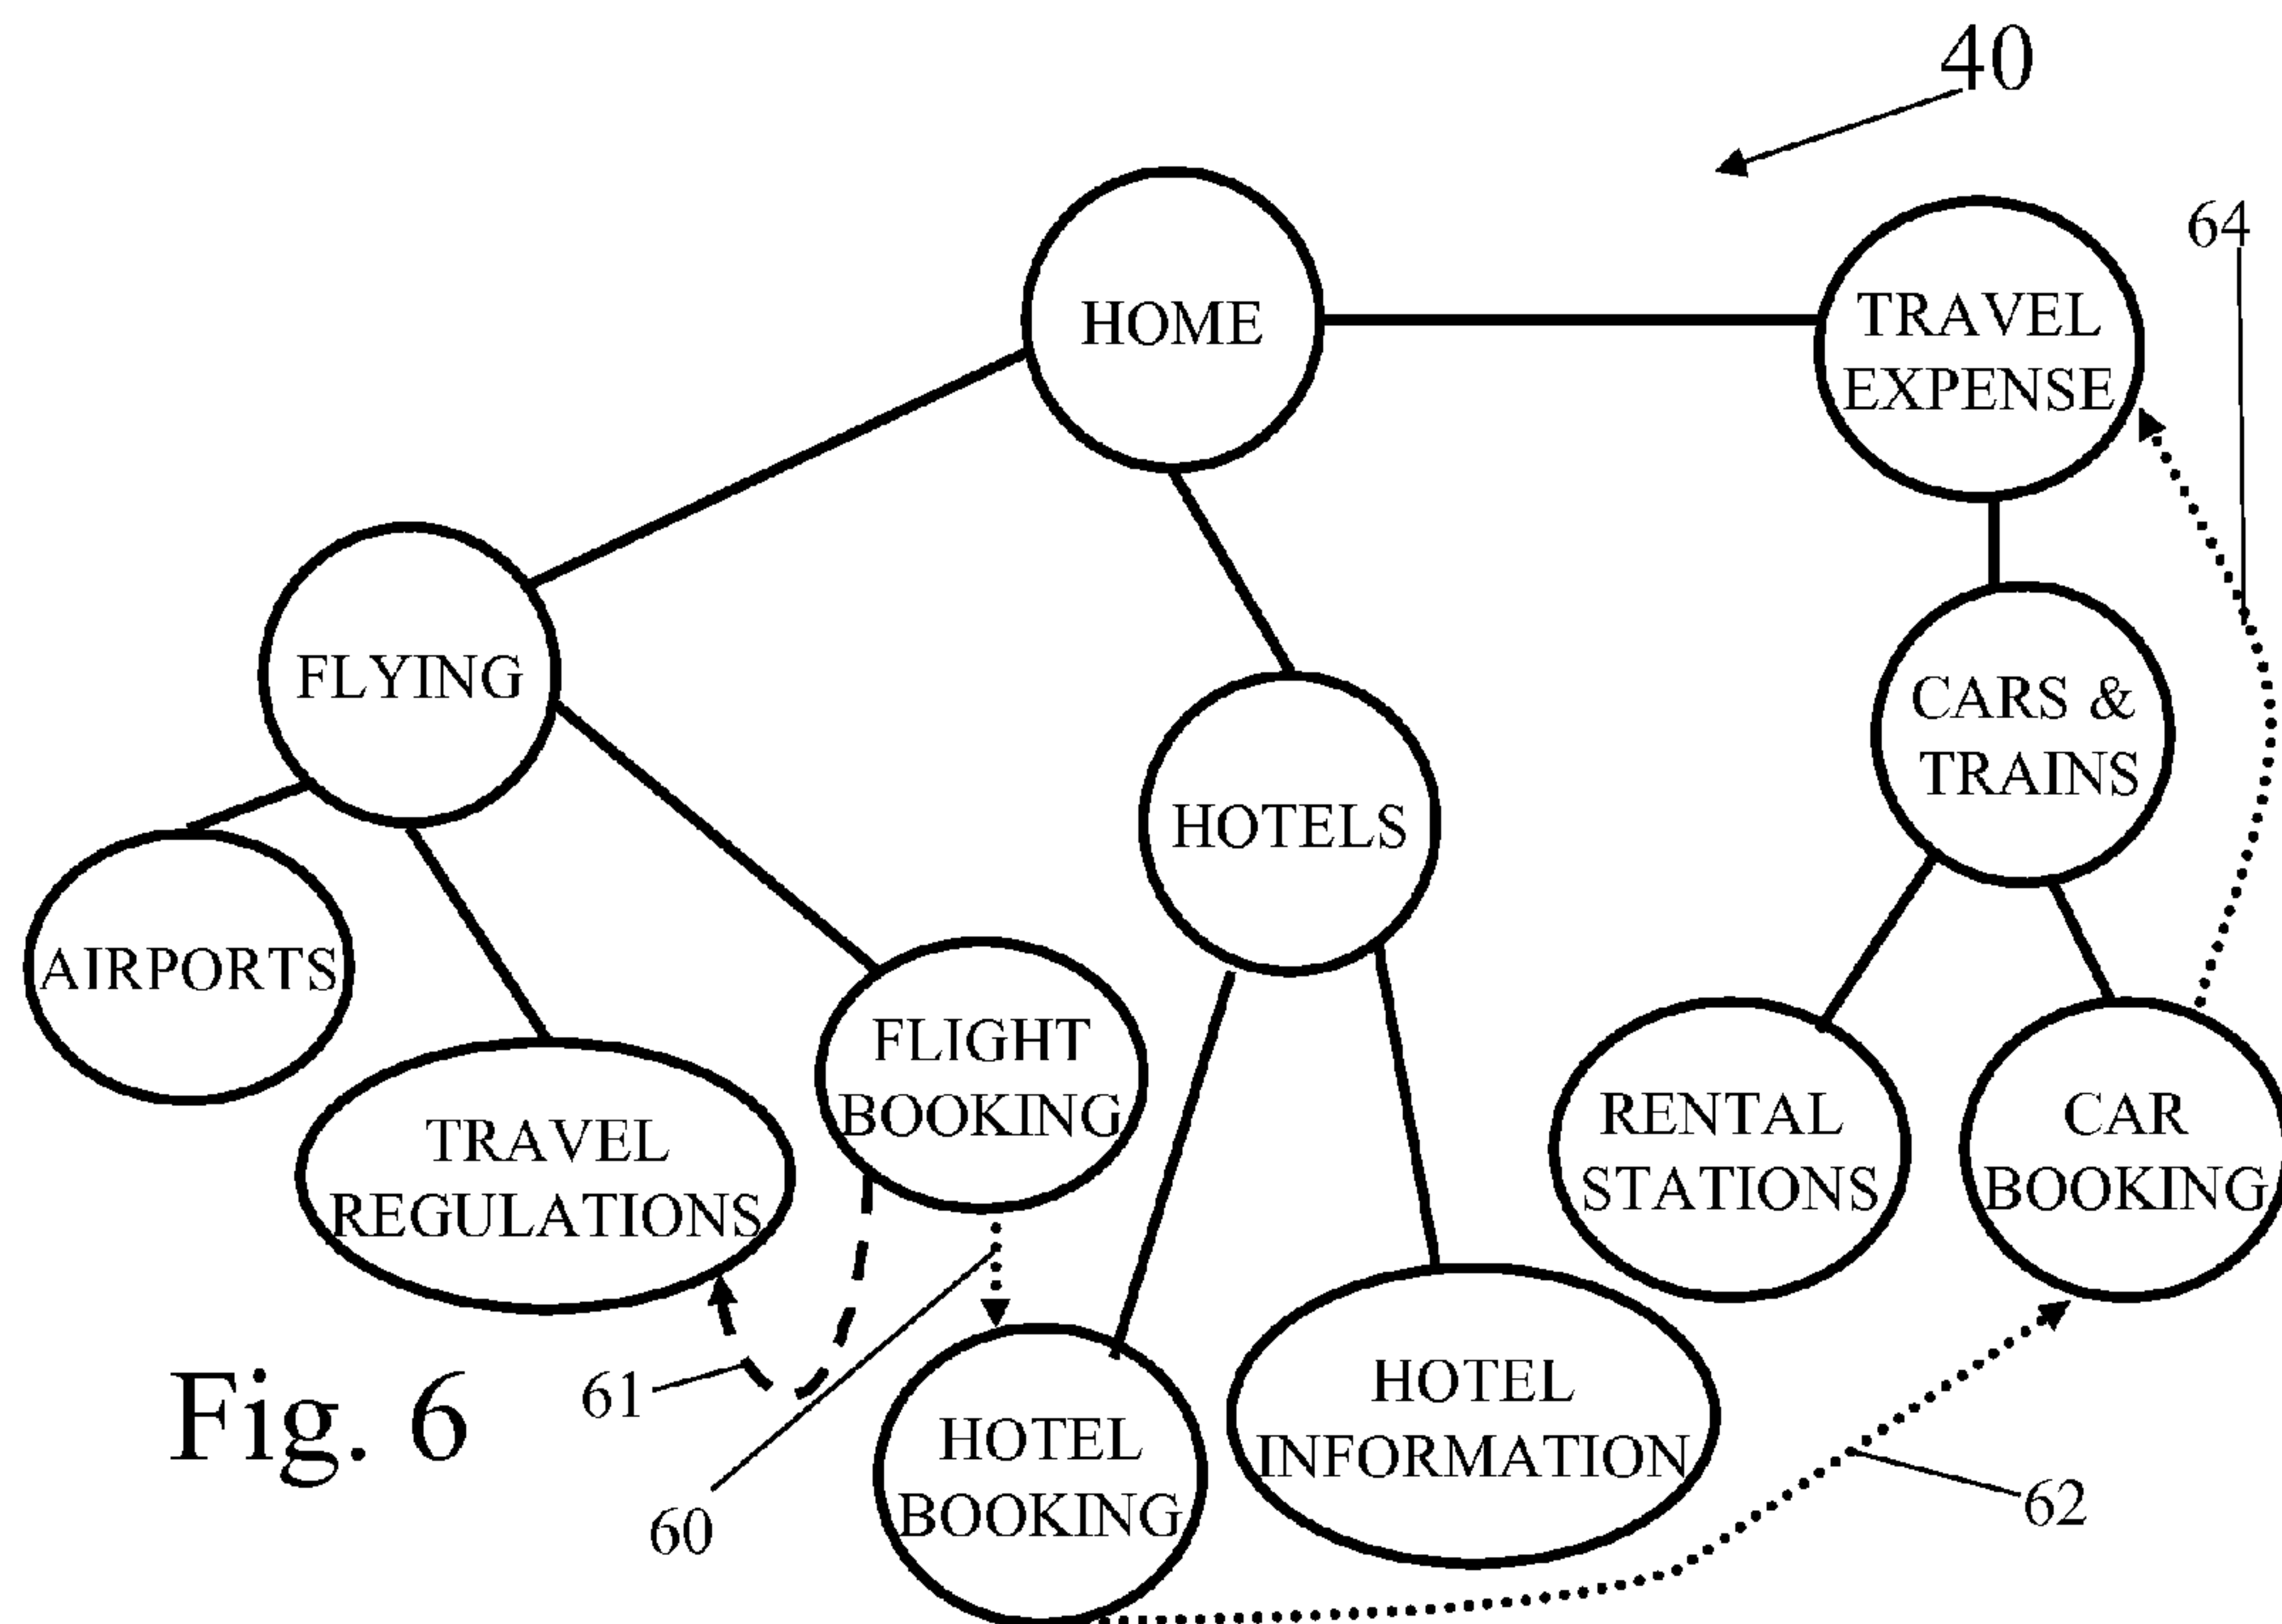 40
64
HOME
TRAVEL
EXPENSE
FLYING
CARS &
TRAINS
HOTELS
AIRPORTS
FLIGHT
BOOKING
TRAVEL
REGULATIONS
RENTAL
STATIONS
CAR
BOOKING
Fig. 6
61
60
HOTEL
BOOKING
HOTEL
INFORMATION
62